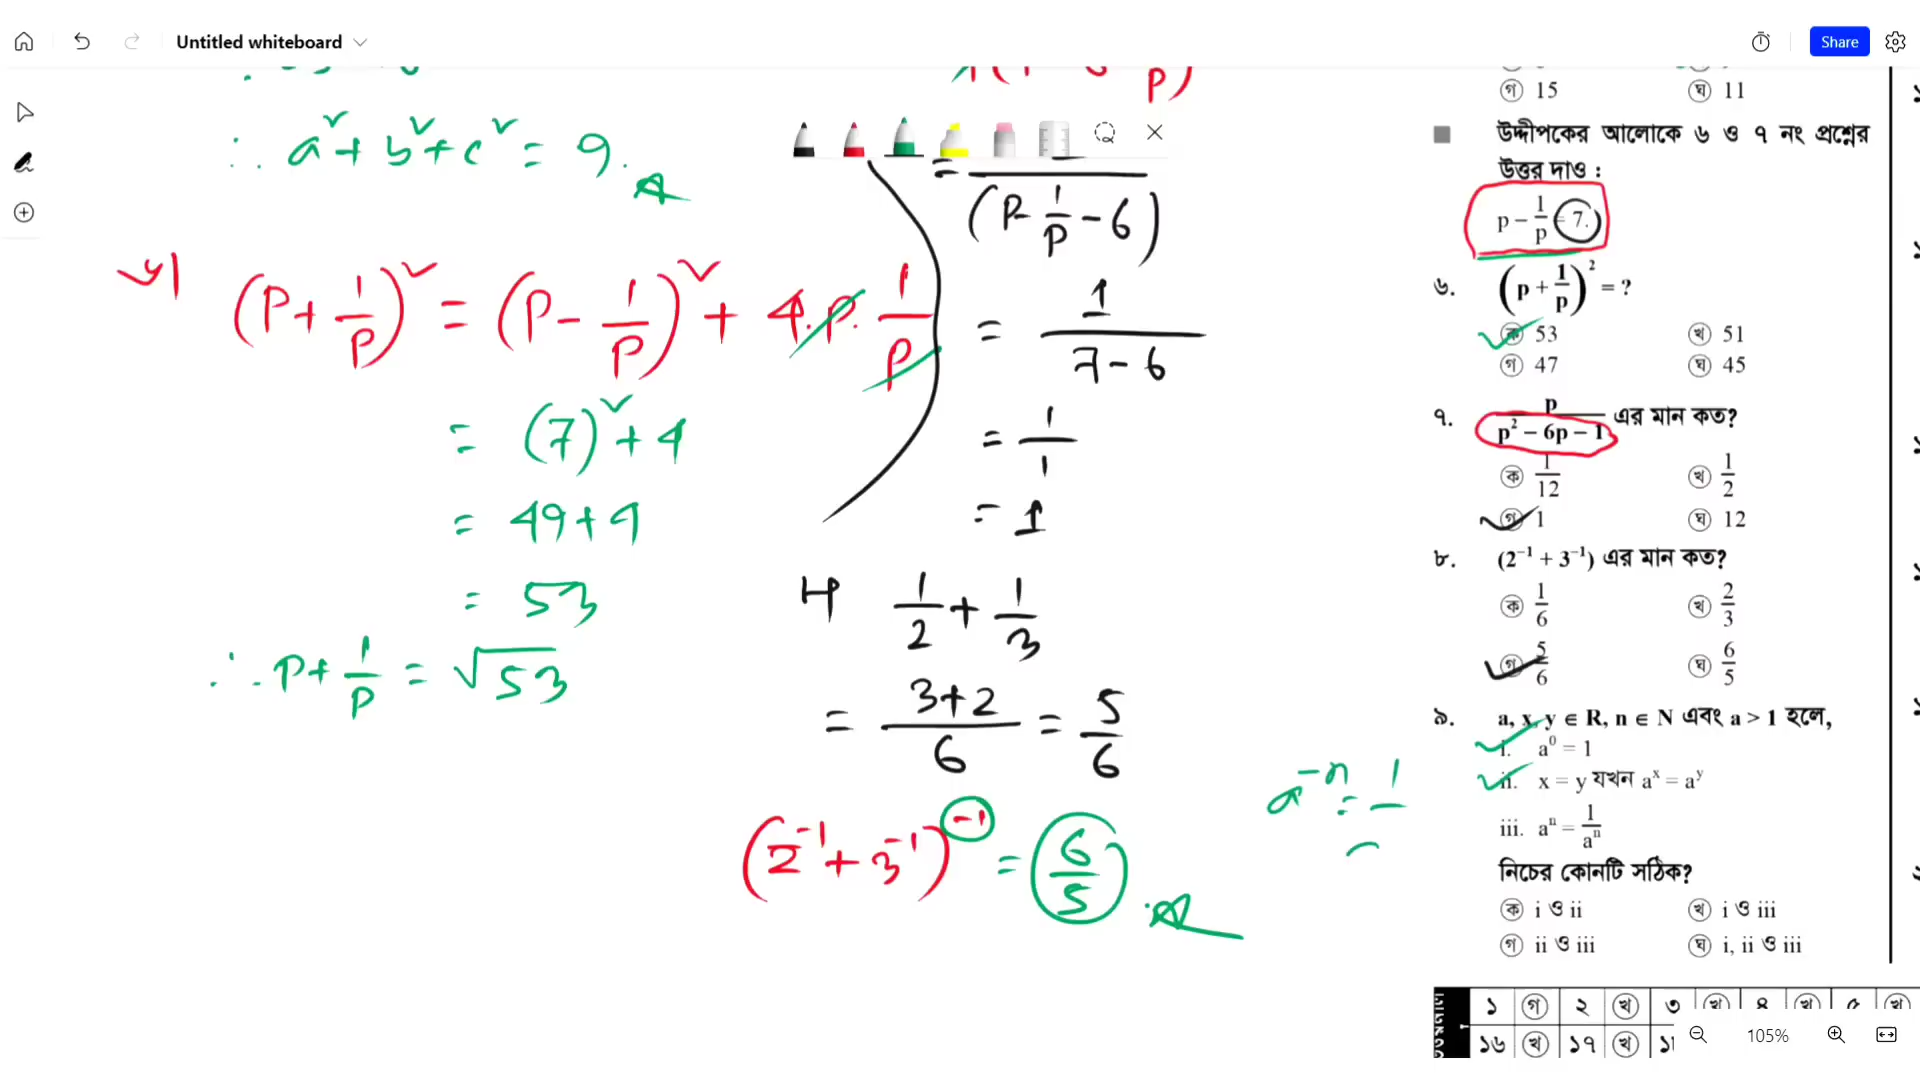 Untitled whiteboard
Share
∴ a² + b² + c² = 9.
৬। (P + 1/P)² = (P - 1/P)² + 4.P. 1/P
= (7)² + 4
= 49 + 4
= 53
∴ P + 1/P = √53
P)
=
(P - 1/P - 6)
= 1/(7 - 6)
= 1/1
= 1
1/2 + 1/3
= (3+2)/6 = 5/6
(2⁻¹ + 3⁻¹)⁻¹ = 6/5
a⁻ⁿ = 1
গ 15
ঘ 11
উদ্দীপকের আলোকে ৬ ও ৭ নং প্রশ্নের
উত্তর দাও :
p − 1/p = 7.
৬. (p + 1/p)² = ?
ক 53
খ 51
গ 47
ঘ 45
৭. p/(p² − 6p − 1) এর মান কত?
ক 1/12
খ 1/2
গ 1
ঘ 12
৮. (2⁻¹ + 3⁻¹) এর মান কত?
ক 1/6
খ 2/3
গ 5/6
ঘ 6/5
৯. a, x, y ∈ R, n ∈ N এবং a > 1 হলে,
i. a⁰ = 1
ii. x = y যখন aˣ = aʸ
iii. aⁿ = 1/aⁿ
নিচের কোনটি সঠিক?
ক i ও ii
খ i ও iii
গ ii ও iii
ঘ i, ii ও iii
১ গ ২ খ ৩ খ ৪ খ ৫ খ
১৬ খ ১৭ খ
105%